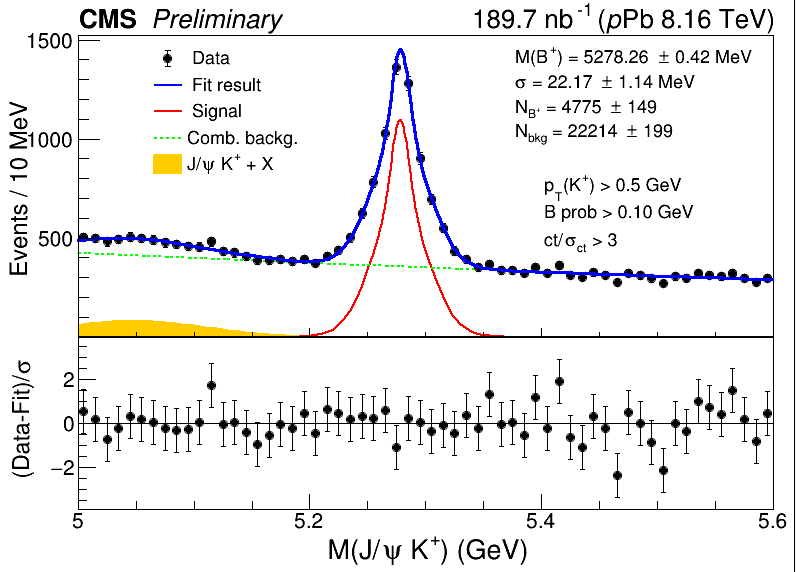 CMS Preliminary 189.7 nb⁻¹ (pPb 8.16 TeV)
Events / 10 MeV
1500
1000
500
Data
Fit result
Signal
Comb. backg.
J/ψ K⁺ + X
M(B⁺) = 5278.26 ± 0.42 MeV
σ = 22.17 ± 1.14 MeV
N_B⁺ = 4775 ± 149
N_bkg = 22214 ± 199
p_T(K⁺) > 0.5 GeV
B prob > 0.10 GeV
ct/σ_ct > 3
(Data-Fit)/σ
2
0
−2
5 5.2 5.4 5.6
M(J/ψ K⁺) (GeV)